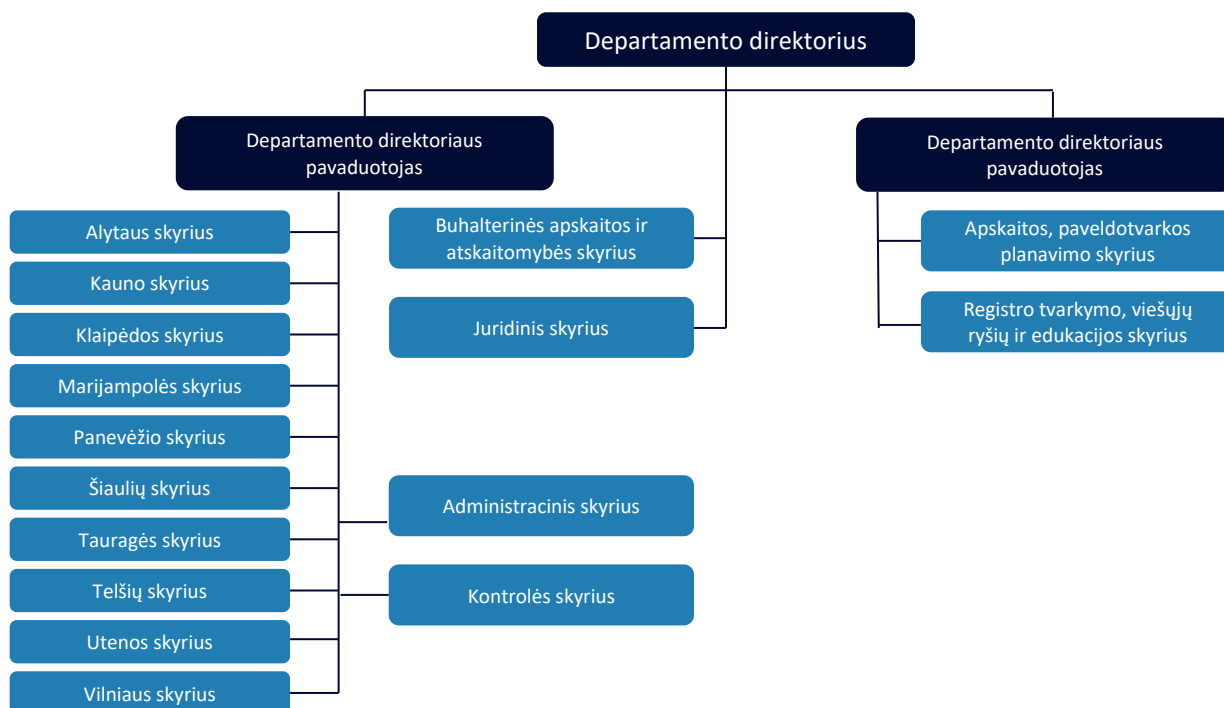 Departamento direktorius
Departamento direktoriaus
pavaduotojas
Departamento direktoriaus
pavaduotojas
Alytaus skyrius
Kauno skyrius
Klaipėdos skyrius
Marijampolės skyrius
Panevėžio skyrius
Šiaulių skyrius
Tauragės skyrius
Telšių skyrius
Utenos skyrius
Vilniaus skyrius
Buhalterinės apskaitos ir
atskaitomybės skyrius
Juridinis skyrius
Administracinis skyrius
Kontrolės skyrius
Apskaitos, paveldotvarkos
planavimo skyrius
Registro tvarkymo, viešųjų
ryšių ir edukacijos skyrius